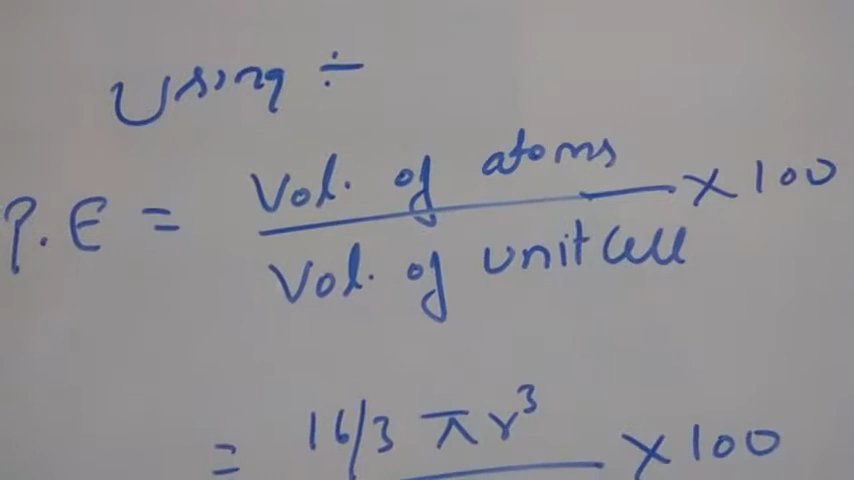 Using ÷
P.E = Vol. of atoms / Vol. of unit cell × 100
= 16/3 πr³ × 100